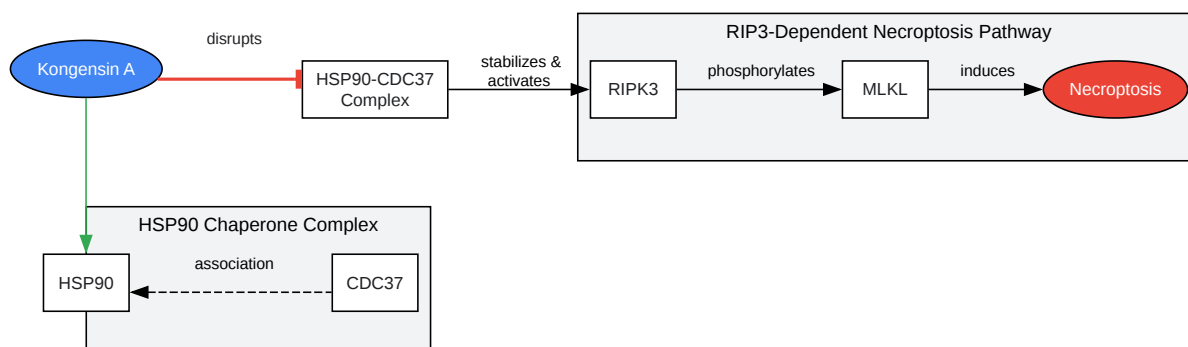 RIP3-Dependent Necroptosis Pathway
disrupts
Kongensin A
HSP90-CDC37
Complex
stabilizes &
activates
RIPK3
phosphorylates
MLKL
induces
Necroptosis
HSP90 Chaperone Complex
HSP90
association
CDC37